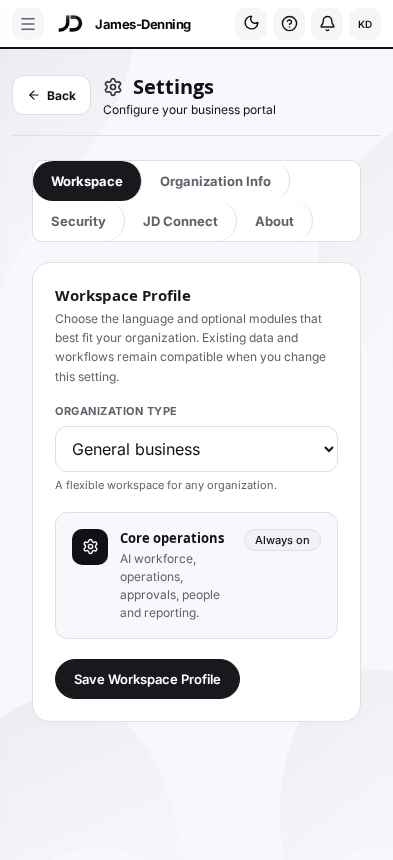 JD James-Denning
KD
Back
Settings
Configure your business portal
Workspace
Organization Info
Security
JD Connect
About
Workspace Profile
Choose the language and optional modules that
best fit your organization. Existing data and
workflows remain compatible when you change
this setting.
ORGANIZATION TYPE
General business
A flexible workspace for any organization.
Core operations
Always on
AI workforce,
operations,
approvals, people
and reporting.
Save Workspace Profile